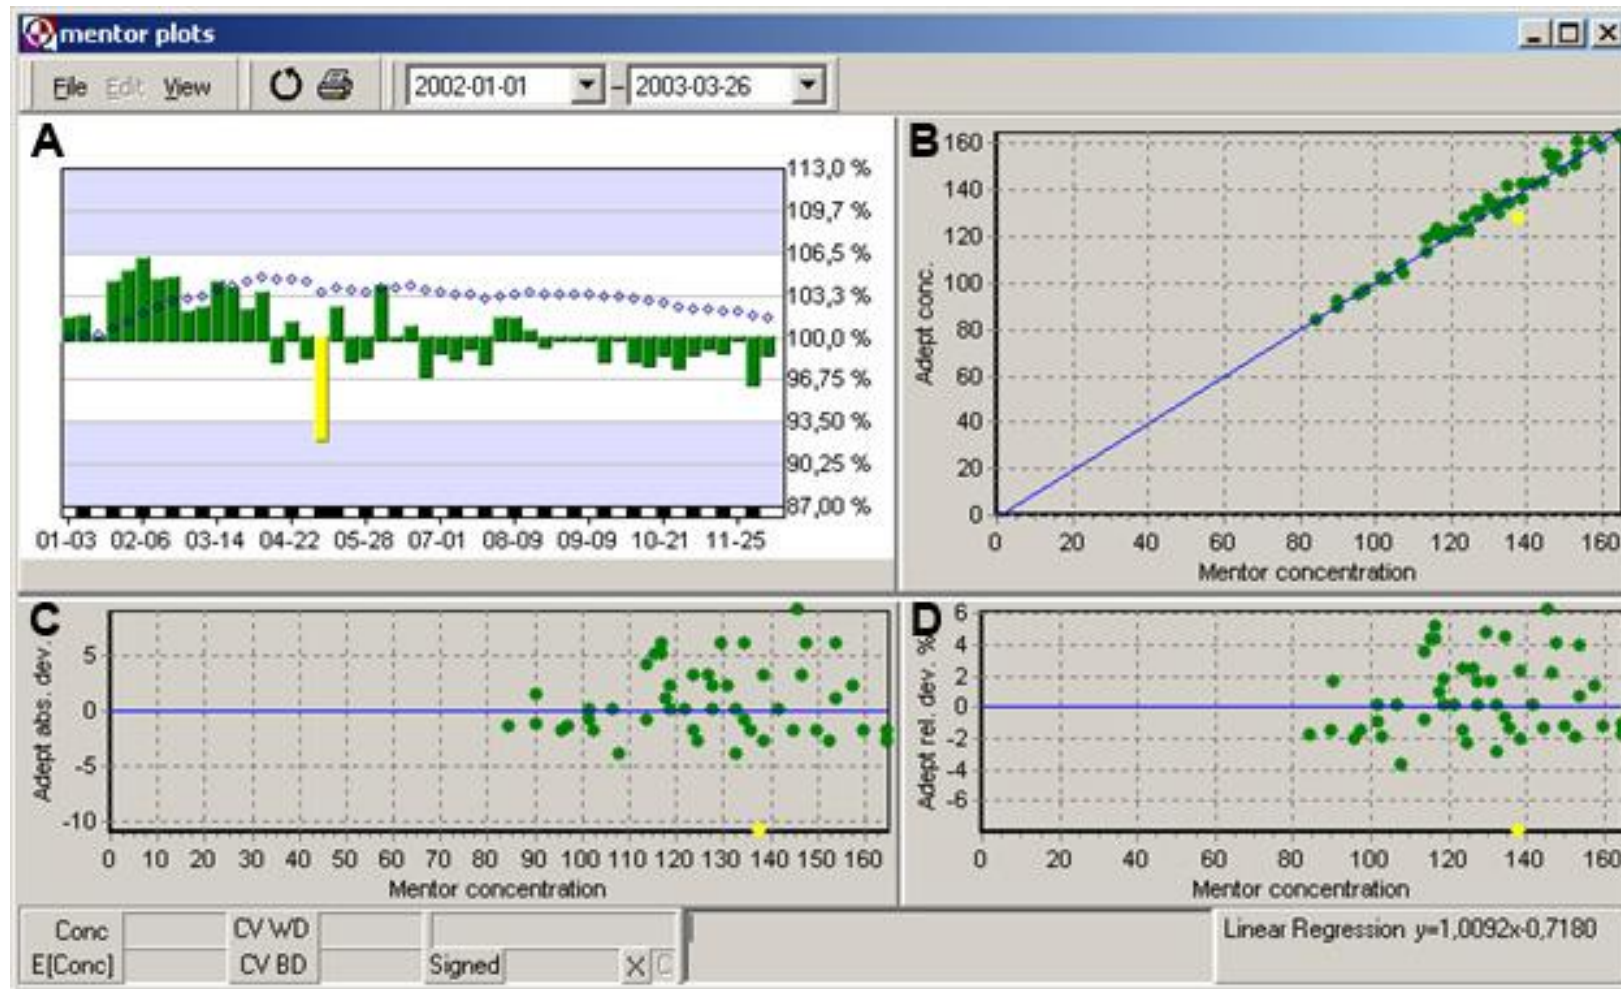 mentor plots
File Edit View 2002-01-01 – 2003-03-26
A
113,0 %
109,7 %
106,5 %
103,3 %
100,0 %
96,75 %
93,50 %
90,25 %
87,00 %
01-03 02-06 03-14 04-22 05-28 07-01 08-09 09-09 10-21 11-25
B
Adept conc.
160
140
120
100
80
60
40
20
0
0 20 40 60 80 100 120 140 160
Mentor concentration
C
Adept abs. dev.
5
0
-5
-10
0 10 20 30 40 50 60 70 80 90 100 110 120 130 140 150 160
Mentor concentration
D
Adept rel. dev. %
6
4
2
0
-2
-4
-6
0 20 40 60 80 100 120 140 160
Mentor concentration
Conc CV WD
E[Conc] CV BD Signed X C
Linear Regression y=1,0092x-0,7180